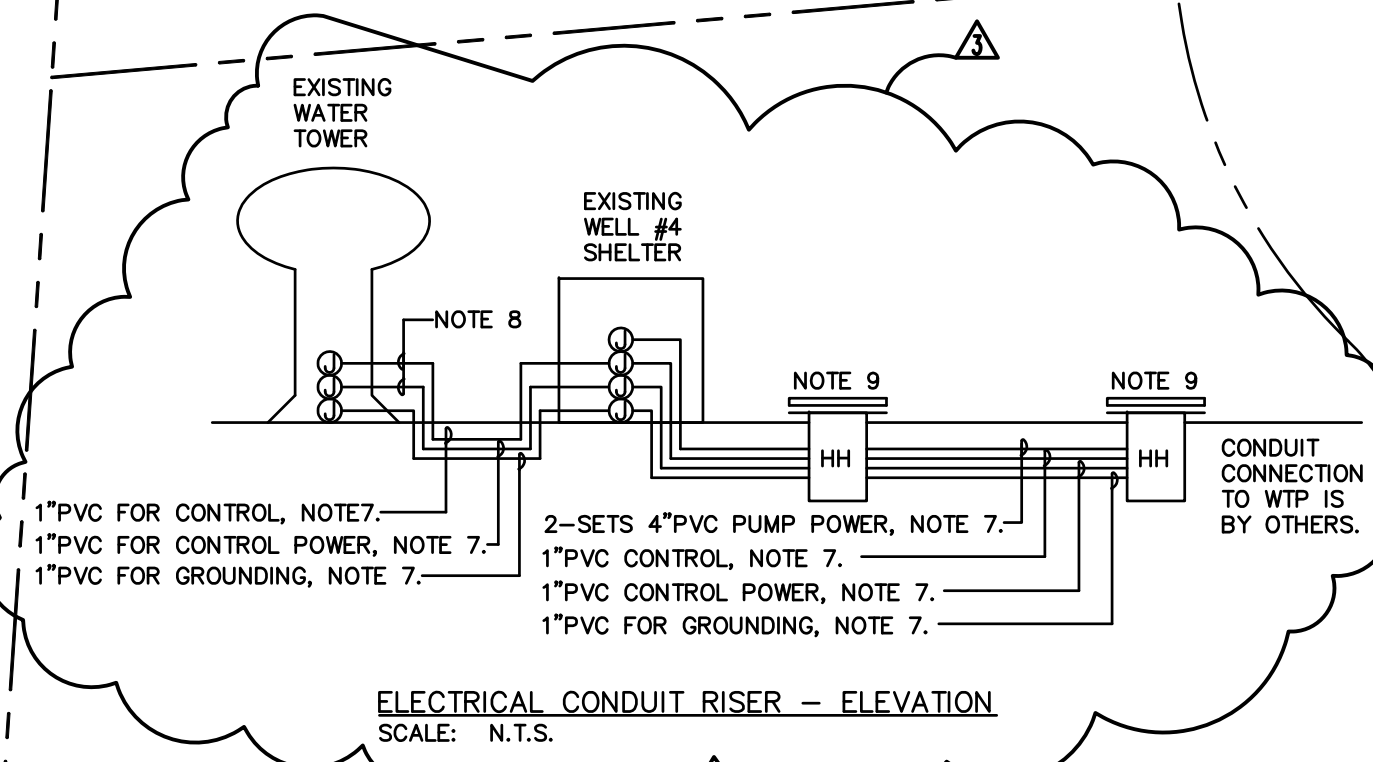 3
EXISTING
WATER
TOWER
EXISTING
WELL #4
SHELTER
NOTE 8
J
J
J
J
J
J
J
NOTE 9
NOTE 9
HH
HH
CONDUIT
CONNECTION
TO WTP IS
BY OTHERS.
1"PVC FOR CONTROL, NOTE7.
1"PVC FOR CONTROL POWER, NOTE 7.
1"PVC FOR GROUNDING, NOTE 7.
2-SETS 4"PVC PUMP POWER, NOTE 7.
1"PVC CONTROL, NOTE 7.
1"PVC CONTROL POWER, NOTE 7.
1"PVC FOR GROUNDING, NOTE 7.
ELECTRICAL CONDUIT RISER – ELEVATION
SCALE: N.T.S.